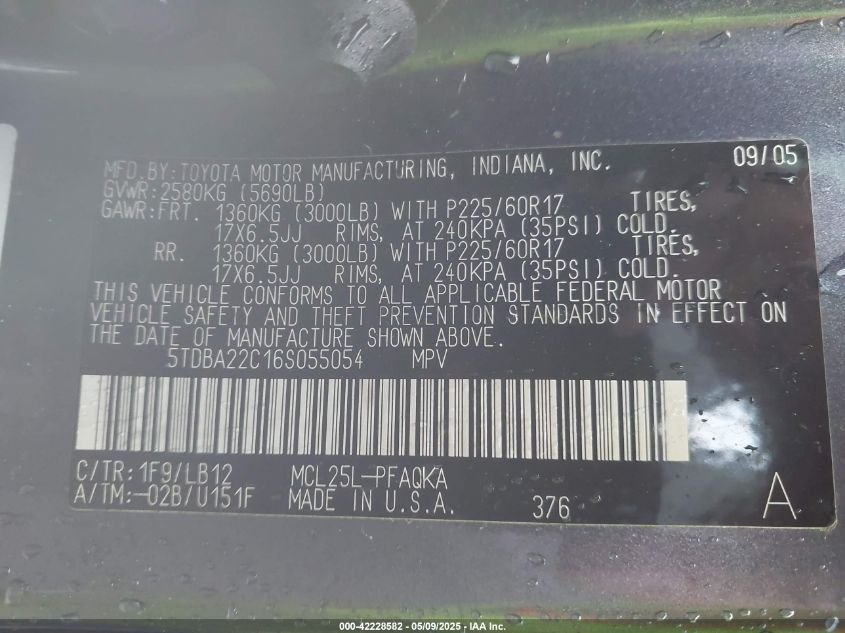 MFD.BY:TOYOTA MOTOR MANUFACTURING, INDIANA, INC. 09/05
GVWR:2580KG (5690LB)
GAWR:FRT. 1360KG (3000LB) WITH P225/60R17 TIRES,
17X6.5JJ RIMS, AT 240KPA (35PSI) COLD.
RR. 1360KG (3000LB) WITH P225/60R17 TIRES,
17X6.5JJ RIMS, AT 240KPA (35PSI) COLD.
THIS VEHICLE CONFORMS TO ALL APPLICABLE FEDERAL MOTOR
VEHICLE SAFETY AND THEFT PREVENTION STANDARDS IN EFFECT ON
THE DATE OF MANUFACTURE SHOWN ABOVE.
5TDBA22C16S055054 MPV
C/TR:1F9/LB12 MCL25L-PFAQKA
A/TM:-02B/U151F MADE IN U.S.A. 376 A
000-42228582 - 05/09/2025 - IAA Inc.